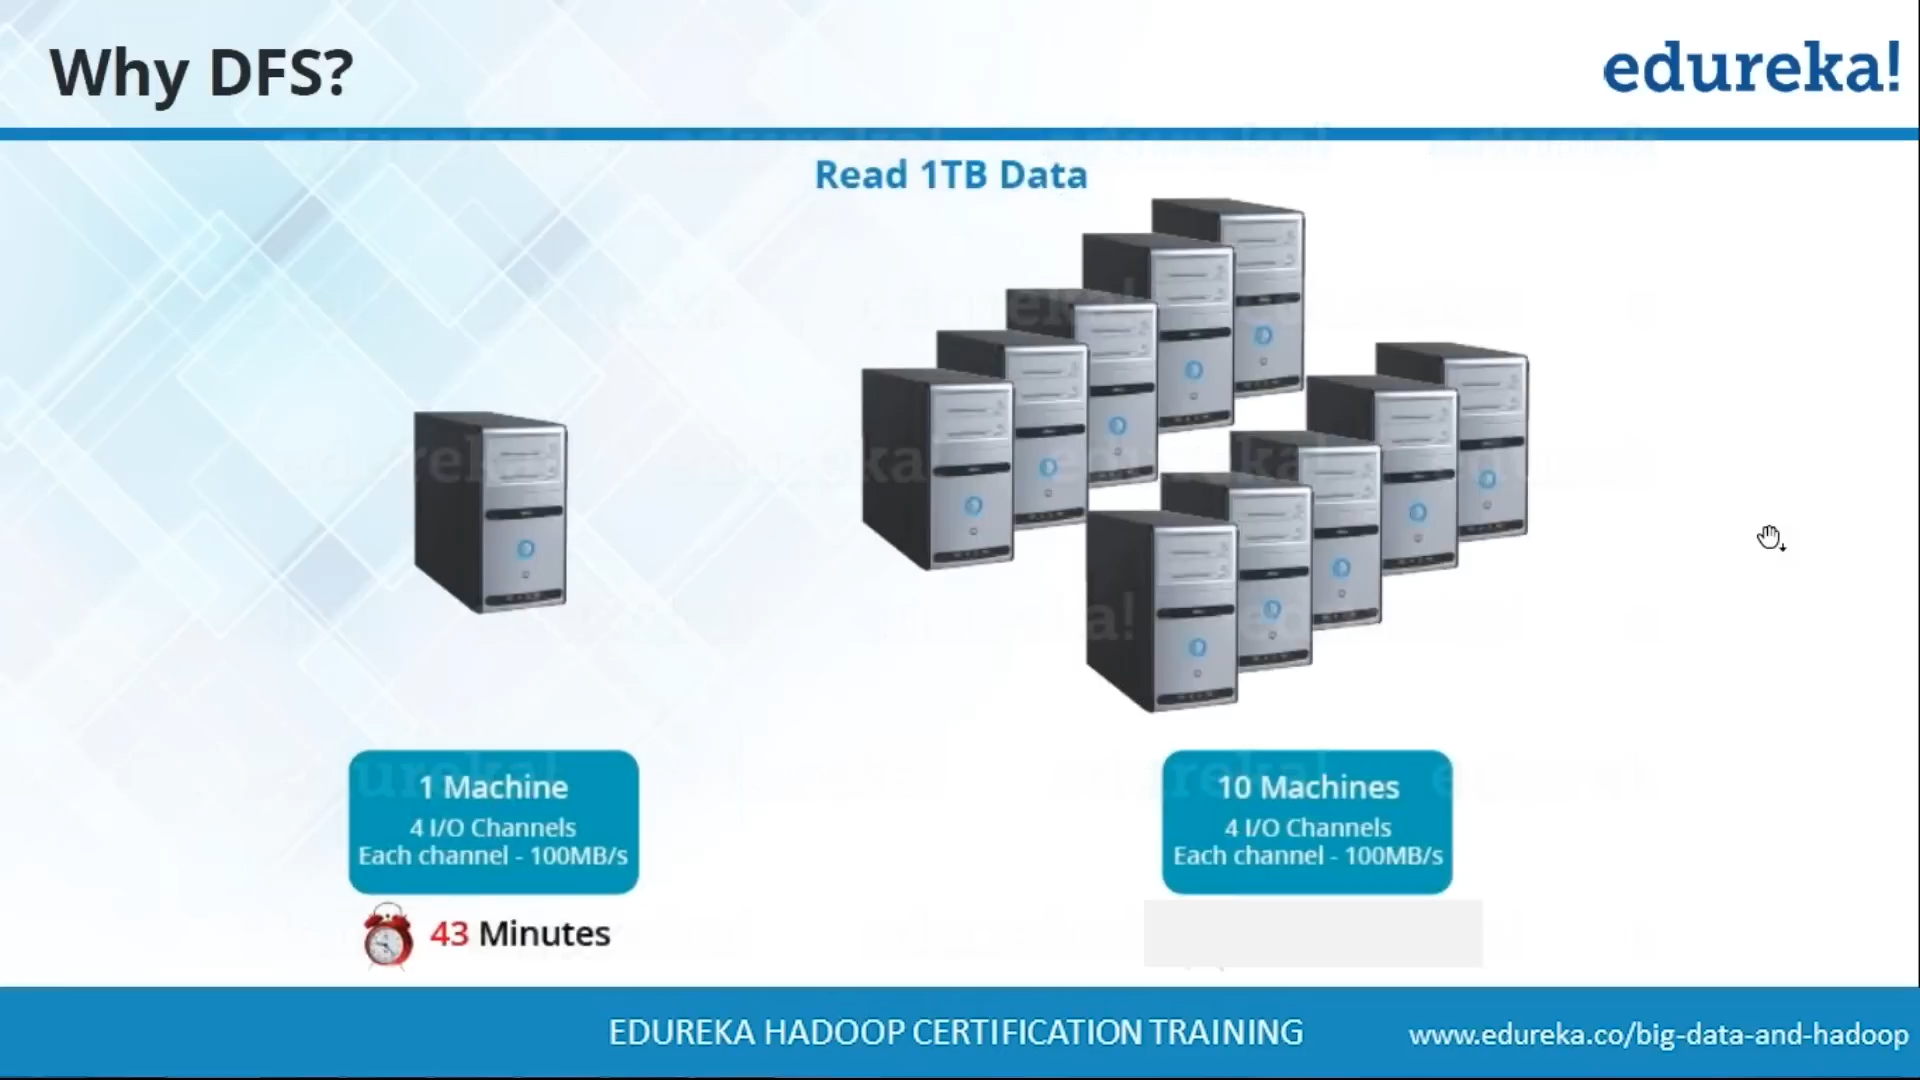 Why DFS?
edureka!
Read 1TB Data
1 Machine
4 I/O Channels
Each channel - 100MB/s
43 Minutes
10 Machines
4 I/O Channels
Each channel - 100MB/s
EDUREKA HADOOP CERTIFICATION TRAINING
www.edureka.co/big-data-and-hadoop